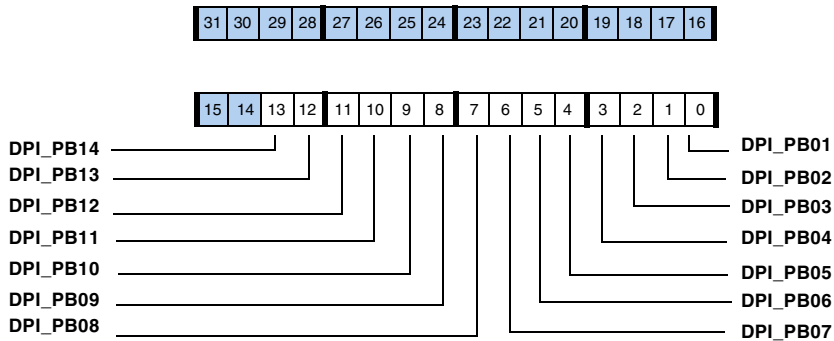 31 30 29 28 27 26 25 24 23 22 21 20 19 18 17 16
15 14 13 12 11 10 9 8 7 6 5 4 3 2 1 0
DPI_PB14 DPI_PB01
DPI_PB13 DPI_PB02
DPI_PB12 DPI_PB03
DPI_PB11 DPI_PB04
DPI_PB10 DPI_PB05
DPI_PB09 DPI_PB06
DPI_PB08 DPI_PB07